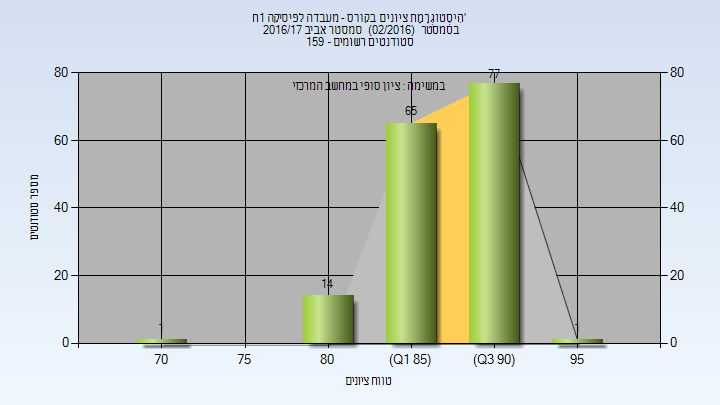 הִיסְטוֹגְרָמַת ציונים בקורס - מעבדה לפיסיקה 1ח'
בסמסטר (02/2016) סמסטר אביב 2016/17
סטודנטים רשומים - 159
במשימה : ציון סופי במחשב המרכזי
80 60 40 20 0
מספר סטודנטים
1 14 65 77 1
80 60 40 20 0
70 75 80 (Q1 85) (Q3 90) 95
טווח ציונים